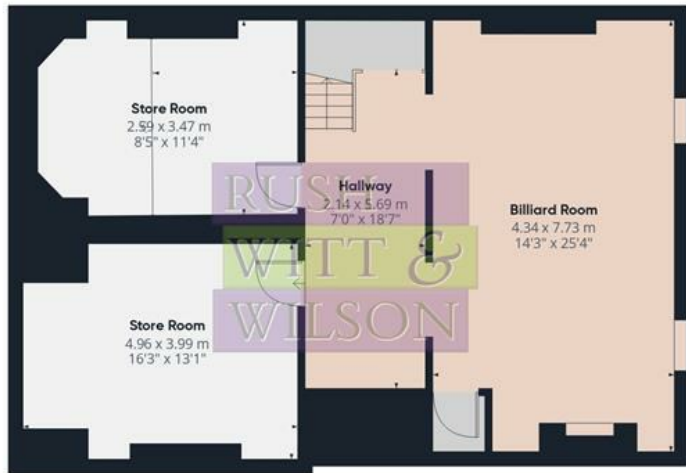 Store Room
2.59 x 3.47 m
8'5" x 11'4"
Hallway
2.14 x 5.69 m
7'0" x 18'7"
Billiard Room
4.34 x 7.73 m
14'3" x 25'4"
Store Room
4.96 x 3.99 m
16'3" x 13'1"
RUSH
WITT &
WILSON